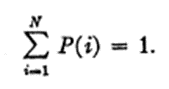 N
∑ P(i) = 1.
i=1